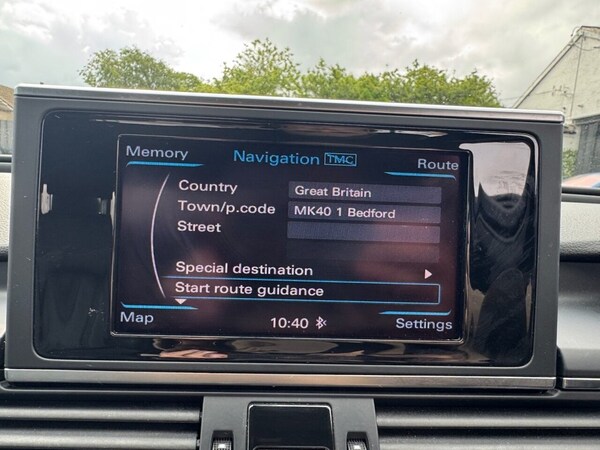 Memory
Navigation TMC
Route
Country Great Britain
Town/p.code MK40 1 Bedford
Street
Special destination
Start route guidance
Map
10:40
Settings